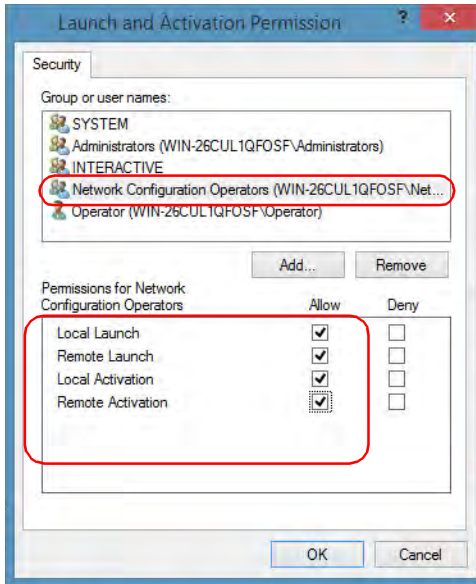 Launch and Activation Permission
?
Security
Group or user names:
SYSTEM
Administrators (WIN-26CUL1QFOSF\Administrators)
INTERACTIVE
Network Configuration Operators (WIN-26CUL1QFOSF\Net...
Operator (WIN-26CUL1QFOSF\Operator)
Add... Remove
Permissions for Network
Configuration Operators Allow Deny
Local Launch
Remote Launch
Local Activation
Remote Activation
OK Cancel